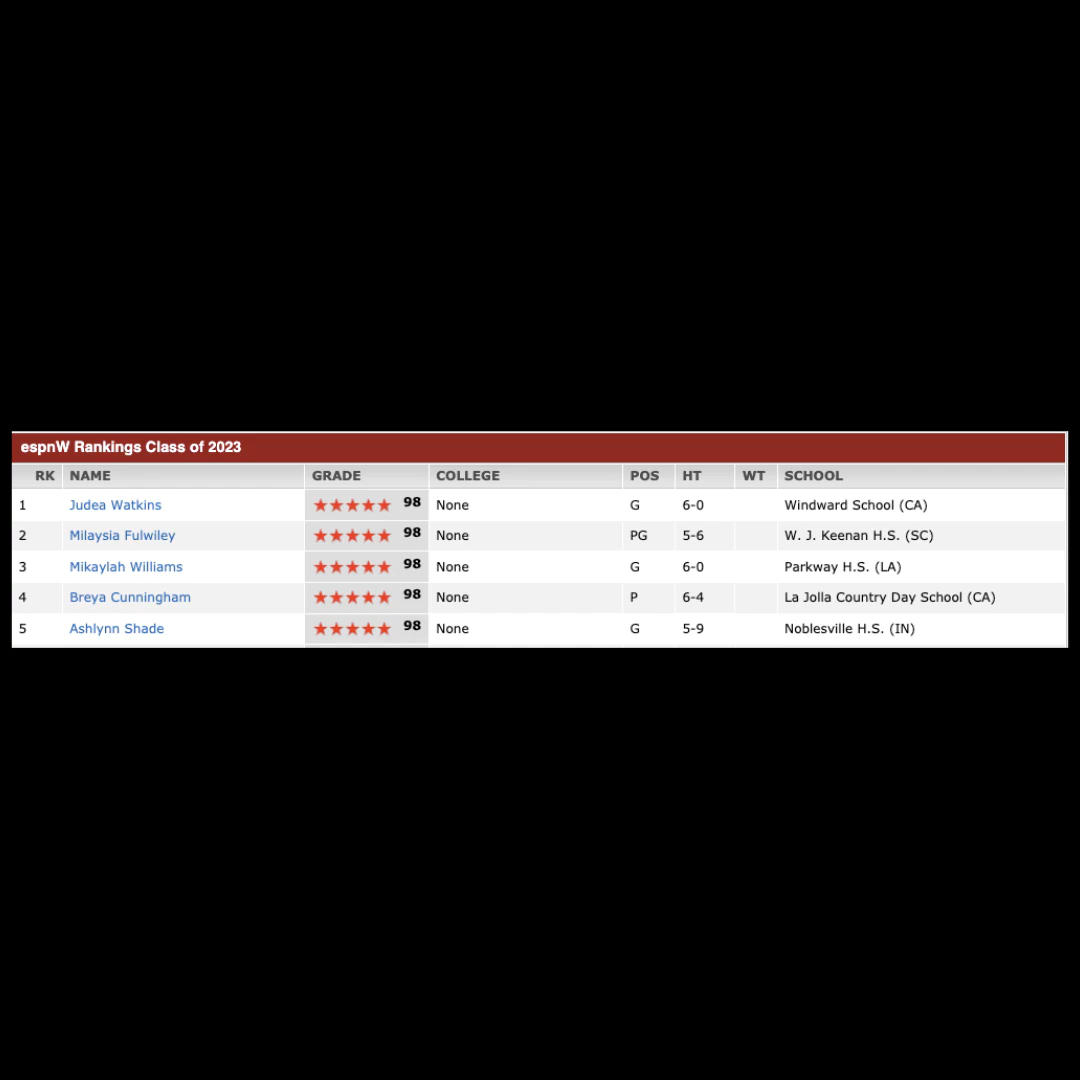 espnW Rankings Class of 2023
RK NAME GRADE COLLEGE POS HT WT SCHOOL
1 Judea Watkins 98 None G 6-0 Windward School (CA)
2 Milaysia Fulwiley 98 None PG 5-6 W. J. Keenan H.S. (SC)
3 Mikaylah Williams 98 None G 6-0 Parkway H.S. (LA)
4 Breya Cunningham 98 None P 6-4 La Jolla Country Day School (CA)
5 Ashlynn Shade 98 None G 5-9 Noblesville H.S. (IN)